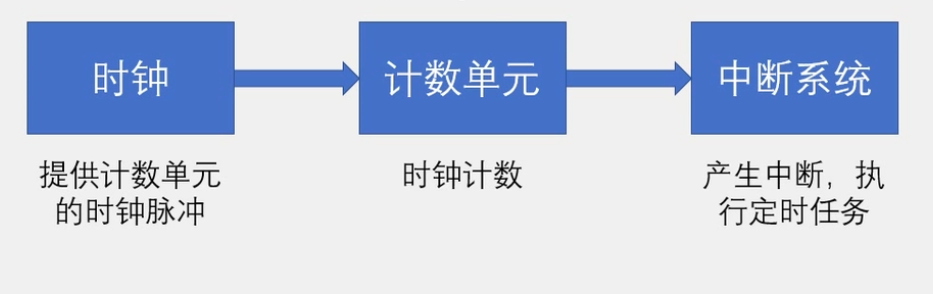 时钟
计数单元
中断系统
提供计数单元
的时钟脉冲
时钟计数
产生中断，执
行定时任务